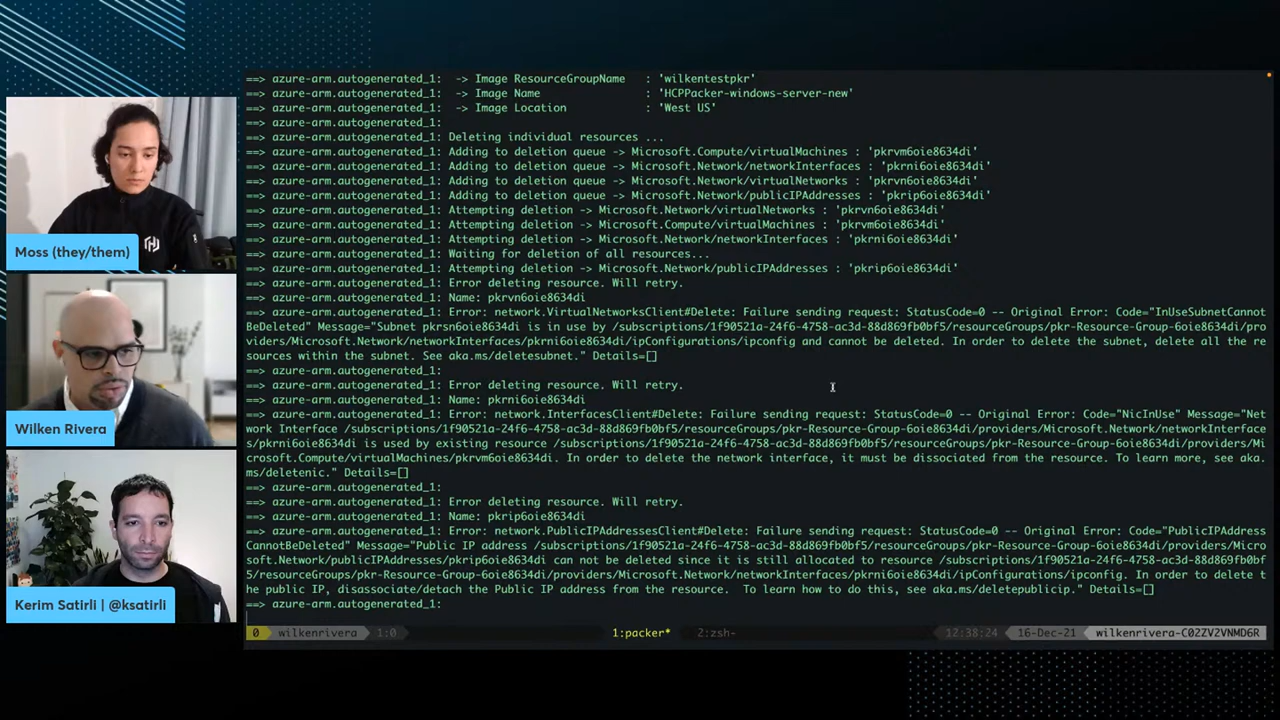 Moss (they/them)
Wilken Rivera
Kerim Satirli | @ksatirli
==> azure-arm.autogenerated_1:  -> Image ResourceGroupName   : 'wilkentestpkr'
==> azure-arm.autogenerated_1:  -> Image Name                : 'HCPPacker-windows-server-new'
==> azure-arm.autogenerated_1:  -> Image Location            : 'West US'
==> azure-arm.autogenerated_1:
==> azure-arm.autogenerated_1: Deleting individual resources ...
==> azure-arm.autogenerated_1: Adding to deletion queue -> Microsoft.Compute/virtualMachines : 'pkrvm6oie8634di'
==> azure-arm.autogenerated_1: Adding to deletion queue -> Microsoft.Network/networkInterfaces : 'pkrni6oie8634di'
==> azure-arm.autogenerated_1: Adding to deletion queue -> Microsoft.Network/virtualNetworks : 'pkrvn6oie8634di'
==> azure-arm.autogenerated_1: Adding to deletion queue -> Microsoft.Network/publicIPAddresses : 'pkrip6oie8634di'
==> azure-arm.autogenerated_1: Attempting deletion -> Microsoft.Network/virtualNetworks : 'pkrvn6oie8634di'
==> azure-arm.autogenerated_1: Attempting deletion -> Microsoft.Compute/virtualMachines : 'pkrvm6oie8634di'
==> azure-arm.autogenerated_1: Attempting deletion -> Microsoft.Network/networkInterfaces : 'pkrni6oie8634di'
==> azure-arm.autogenerated_1: Waiting for deletion of all resources...
==> azure-arm.autogenerated_1: Attempting deletion -> Microsoft.Network/publicIPAddresses : 'pkrip6oie8634di'
==> azure-arm.autogenerated_1: Error deleting resource. Will retry.
==> azure-arm.autogenerated_1: Name: pkrvn6oie8634di
==> azure-arm.autogenerated_1: Error: network.VirtualNetworksClient#Delete: Failure sending request: StatusCode=0 -- Original Error: Code="InUseSubnetCannot
BeDeleted" Message="Subnet pkrsn6oie8634di is in use by /subscriptions/1f90521a-24f6-4758-ac3d-88d869fb0bf5/resourceGroups/pkr-Resource-Group-6oie8634di/pro
viders/Microsoft.Network/networkInterfaces/pkrni6oie8634di/ipConfigurations/ipconfig and cannot be deleted. In order to delete the subnet, delete all the re
sources within the subnet. See aka.ms/deletesubnet." Details=[]
==> azure-arm.autogenerated_1:
==> azure-arm.autogenerated_1: Error deleting resource. Will retry.
==> azure-arm.autogenerated_1: Name: pkrni6oie8634di
==> azure-arm.autogenerated_1: Error: network.InterfacesClient#Delete: Failure sending request: StatusCode=0 -- Original Error: Code="NicInUse" Message="Net
work Interface /subscriptions/1f90521a-24f6-4758-ac3d-88d869fb0bf5/resourceGroups/pkr-Resource-Group-6oie8634di/providers/Microsoft.Network/networkInterface
s/pkrni6oie8634di is used by existing resource /subscriptions/1f90521a-24f6-4758-ac3d-88d869fb0bf5/resourceGroups/pkr-Resource-Group-6oie8634di/providers/Mi
crosoft.Compute/virtualMachines/pkrvm6oie8634di. In order to delete the network interface, it must be dissociated from the resource. To learn more, see aka.
ms/deletenic." Details=[]
==> azure-arm.autogenerated_1:
==> azure-arm.autogenerated_1: Error deleting resource. Will retry.
==> azure-arm.autogenerated_1: Name: pkrip6oie8634di
==> azure-arm.autogenerated_1: Error: network.PublicIPAddressesClient#Delete: Failure sending request: StatusCode=0 -- Original Error: Code="PublicIPAddress
CannotBeDeleted" Message="Public IP address /subscriptions/1f90521a-24f6-4758-ac3d-88d869fb0bf5/resourceGroups/pkr-Resource-Group-6oie8634di/providers/Micro
soft.Network/publicIPAddresses/pkrip6oie8634di can not be deleted since it is still allocated to resource /subscriptions/1f90521a-24f6-4758-ac3d-88d869fb0bf
5/resourceGroups/pkr-Resource-Group-6oie8634di/providers/Microsoft.Network/networkInterfaces/pkrni6oie8634di/ipConfigurations/ipconfig. In order to delete t
he public IP, disassociate/detach the Public IP address from the resource.  To learn how to do this, see aka.ms/deletepublicip." Details=[]
==> azure-arm.autogenerated_1:
0 wilkenrivera 1:0 1:packer* 2:zsh- 12:38:24 16-Dec-21 wilkenrivera-C02ZV2VNMD6R